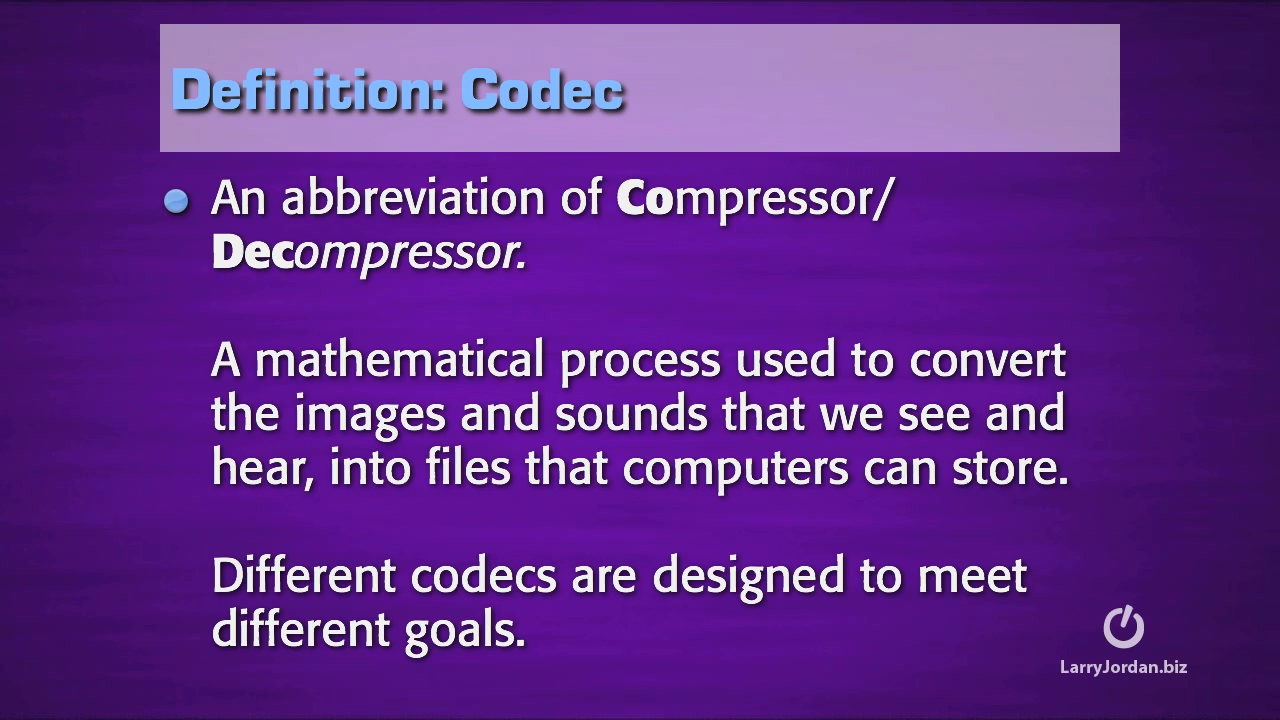 Definition: Codec
An abbreviation of Compressor/
Decompressor.
A mathematical process used to convert
the images and sounds that we see and
hear, into files that computers can store.
Different codecs are designed to meet
different goals.
LarryJordan.biz